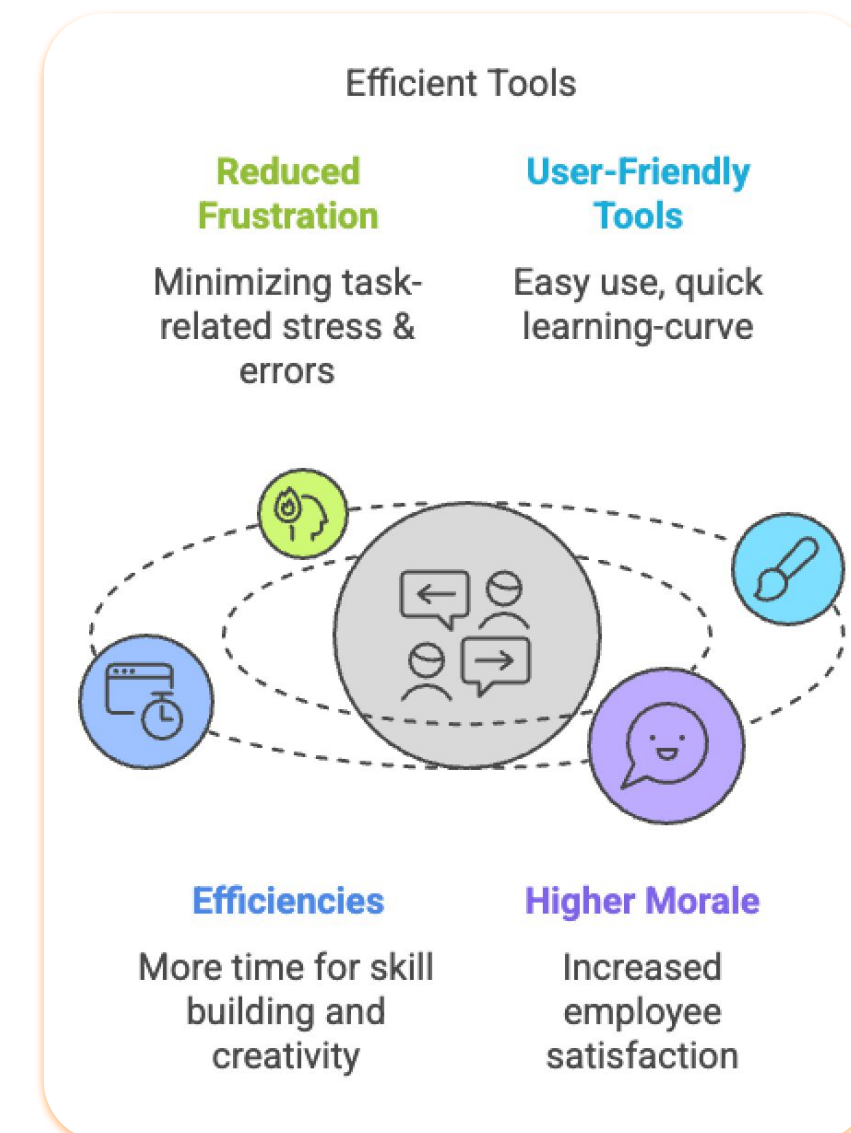 Efficient Tools
Reduced
Frustration
Minimizing task-
related stress &
errors
User-Friendly
Tools
Easy use, quick
learning-curve
Efficiencies
More time for skill
building and
creativity
Higher Morale
Increased
employee
satisfaction